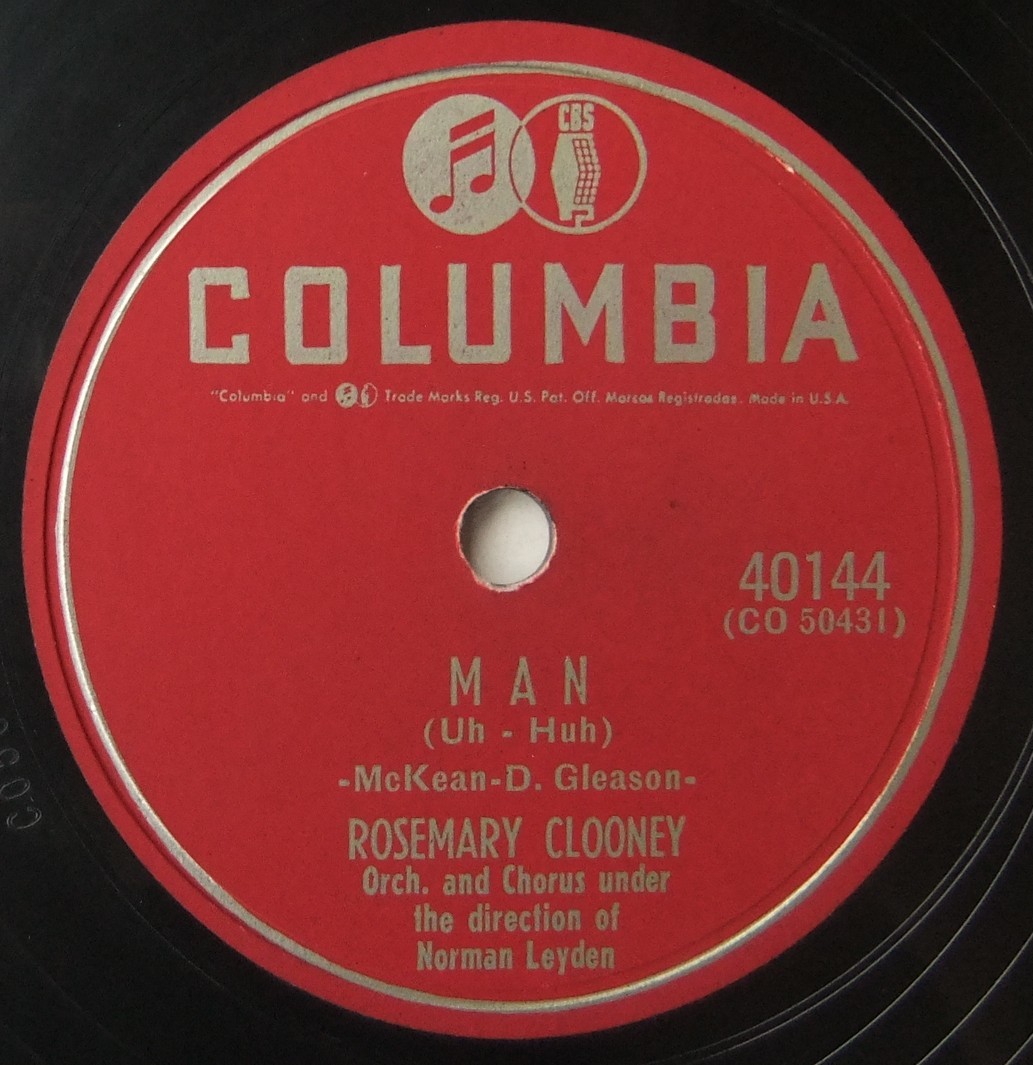 CBS
COLUMBIA
"Columbia" and Trade Marks Reg. U.S. Pat. Off. Marcas Registradas. Made in U.S.A.
40144
(CO 50431)
MAN
(Uh - Huh)
-McKean-D. Gleason-
ROSEMARY CLOONEY
Orch. and Chorus under
the direction of
Norman Leyden